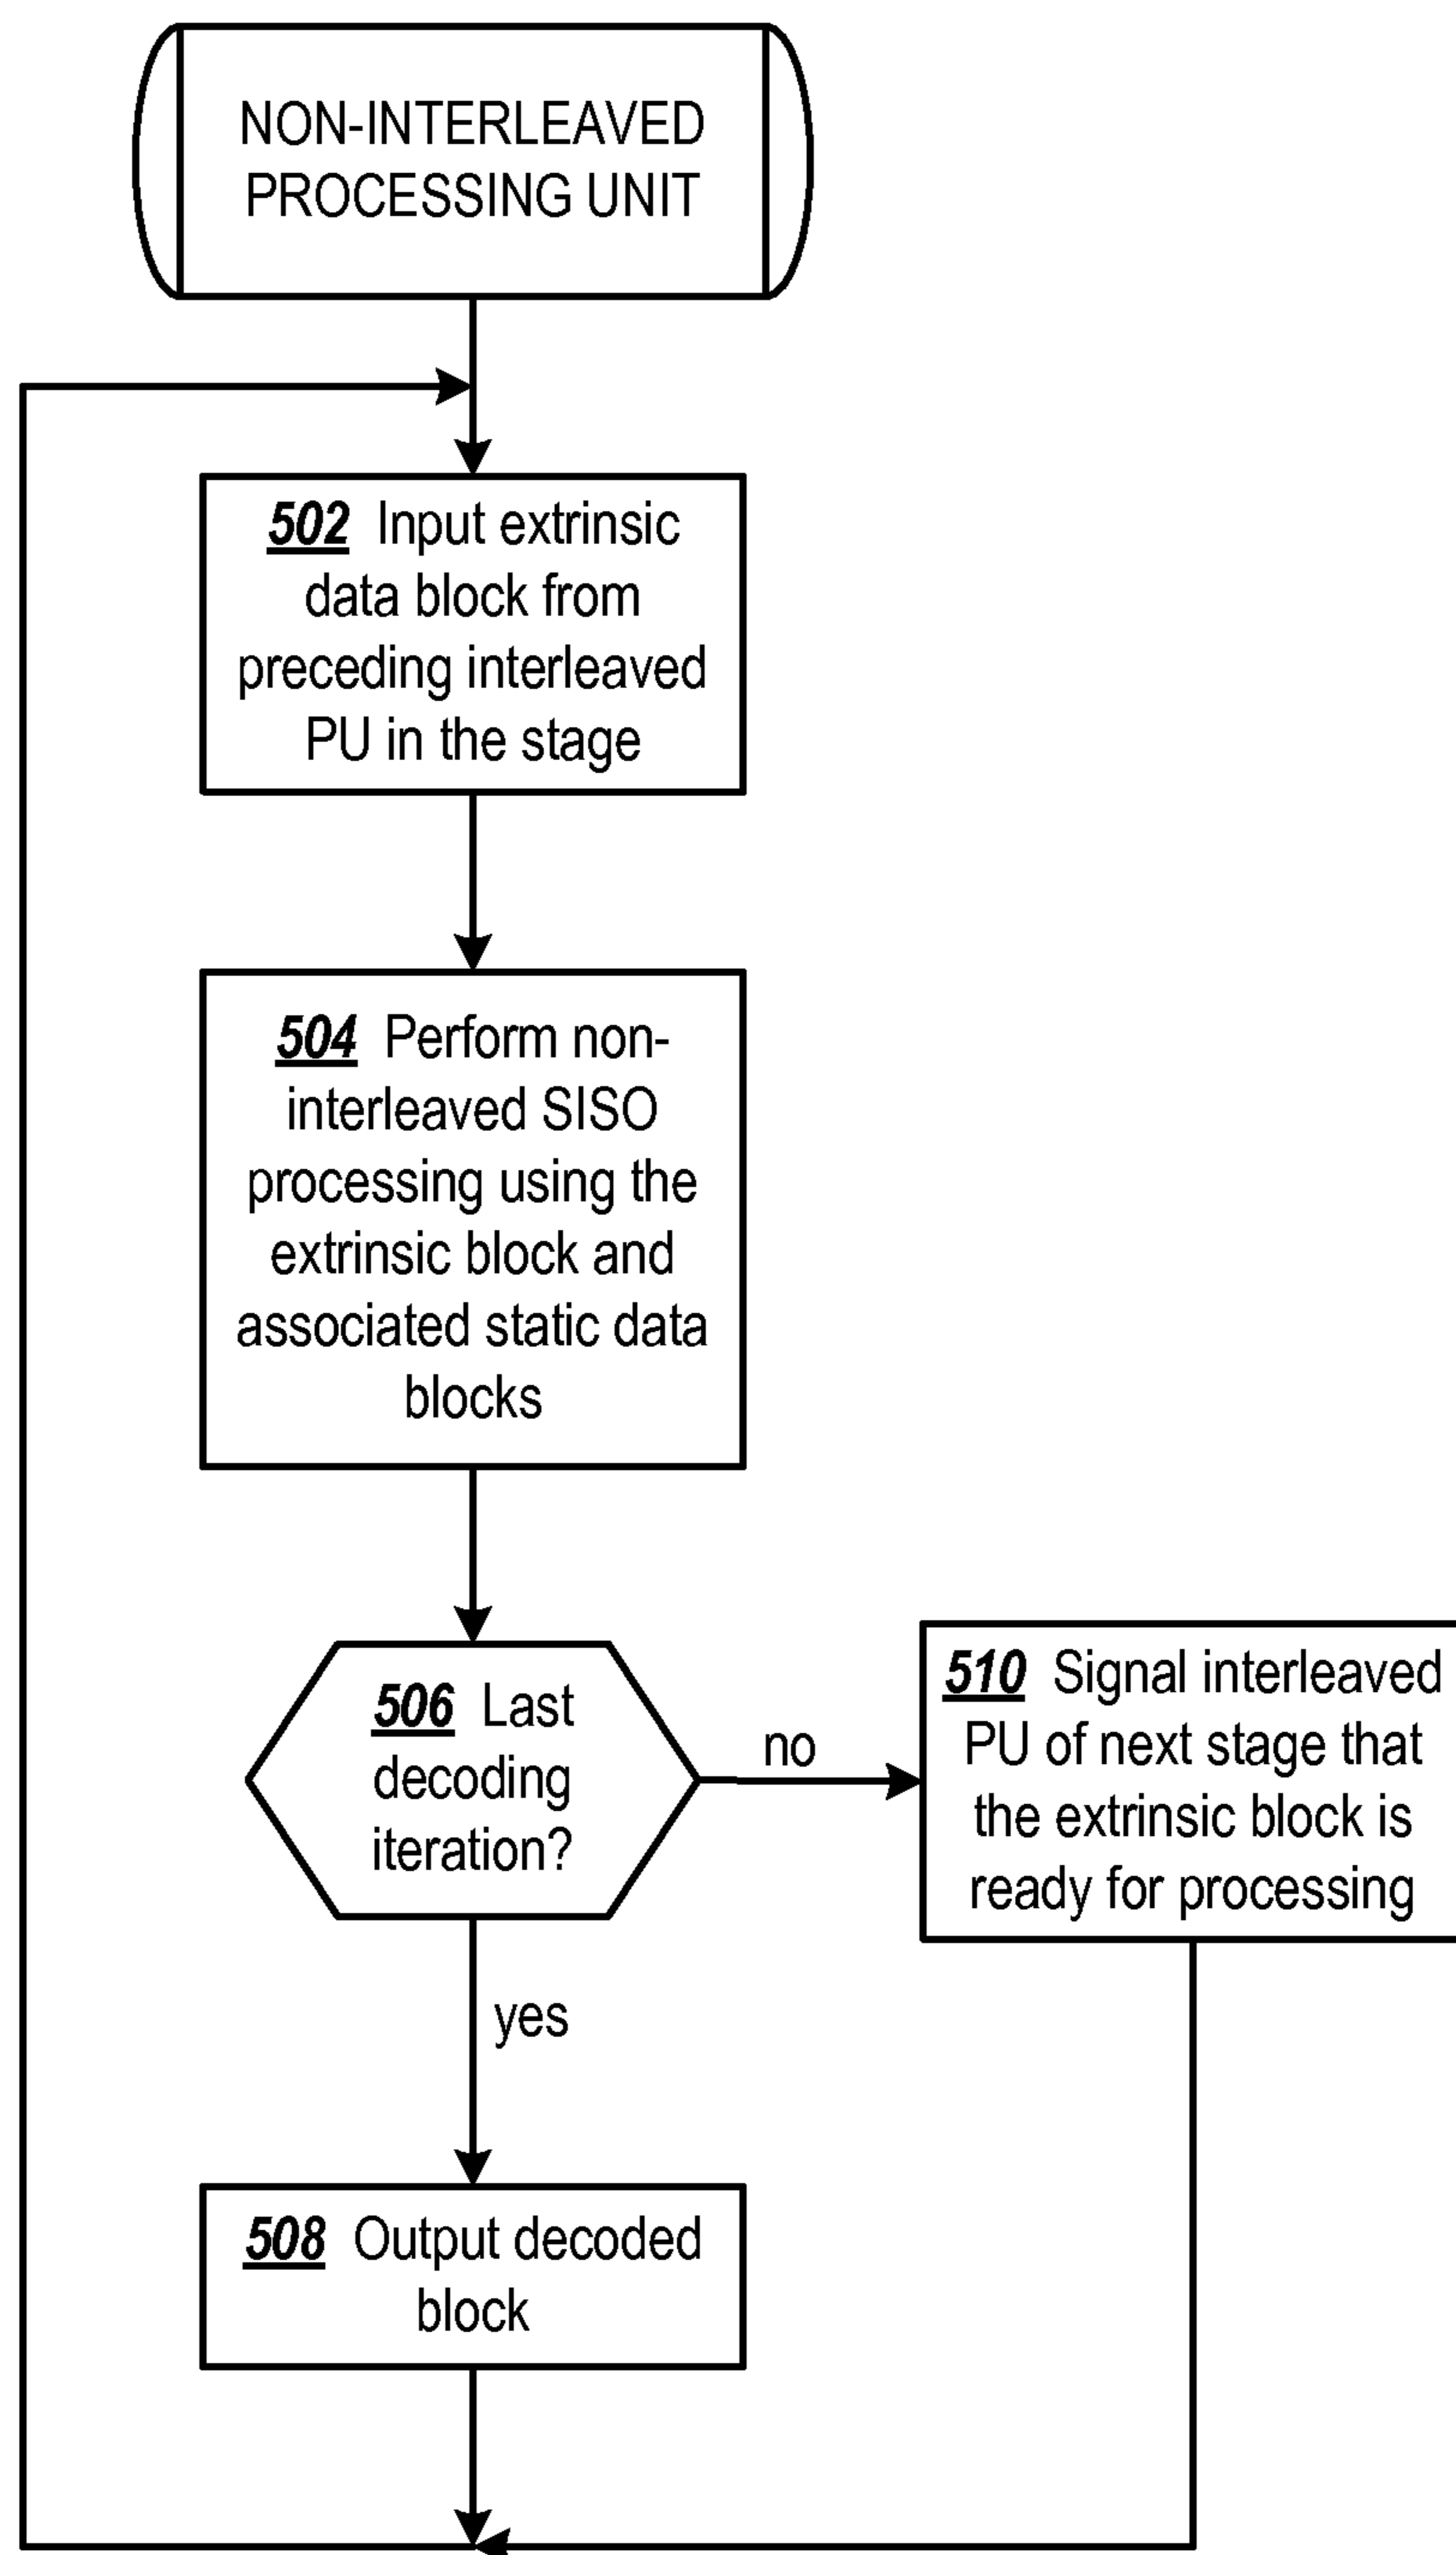 NON-INTERLEAVED
PROCESSING UNIT
502 Input extrinsic
data block from
preceding interleaved
PU in the stage
504 Perform non-
interleaved SISO
processing using the
extrinsic block and
associated static data
blocks
506 Last
decoding
iteration?
no
510 Signal interleaved
PU of next stage that
the extrinsic block is
ready for processing
yes
508 Output decoded
block